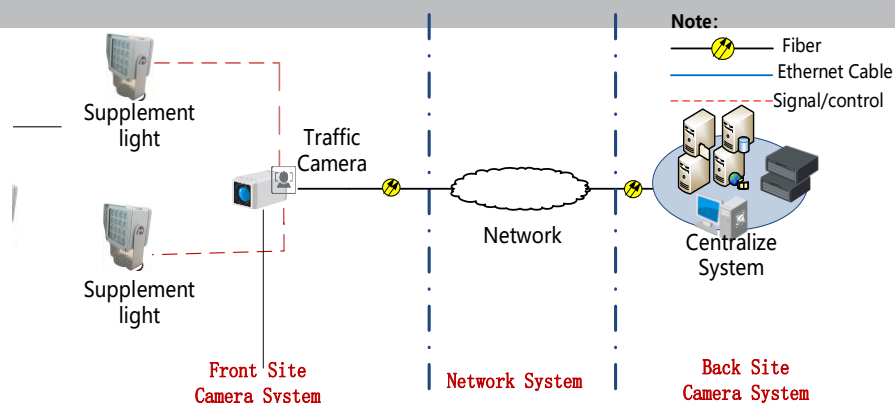 Note:
Fiber
Ethernet Cable
Signal/control
Supplement
light
Traffic
Camera
Network
Centralize
System
Supplement
light
Front Site
Camera System
Network System
Back Site
Camera System